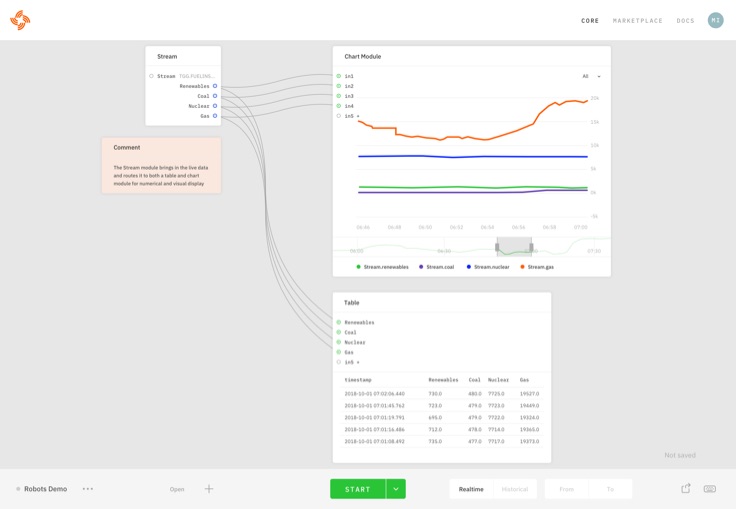 CORE
MARKETPLACE
DOCS
MI
Stream
Stream
Renewables
Coal
Nuclear
Gas
Comment
The Stream module brings in the live data
and routes it to both a table and chart
module for numerical and visual display
Chart Module
in1
in2
in3
in4
in5 +
All
20k
15k
10k
5k
0k
-5k
06:46 06:48 06:50 06:52 06:54 06:56 06:58 07:00
06:00 06:30 07:30
Stream.renewables Stream.coal Stream.nuclear Stream.gas
Table
Renewables
Coal
Nuclear
Gas
in5 +
Timestamp Renewables Coal Nuclear Gas
2018-10-01 07:02:06.440 730.0 480.0 7725.0 19527.0
2018-10-01 07:01:45.762 723.0 479.0 7723.0 19449.0
2018-10-01 07:01:19.791 695.0 479.0 7722.0 19324.0
2018-10-01 07:01:16.486 712.0 478.0 7714.0 19365.0
2018-10-01 07:01:08.492 735.0 477.0 7717.0 19373.0
Not saved
Robots Demo
Open
START
Realtime
Historical
From
To